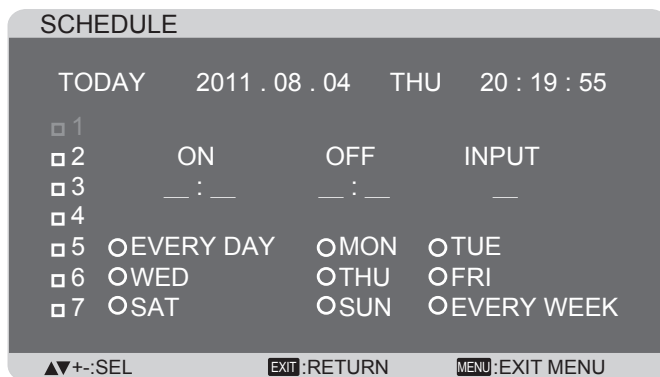 SCHEDULE
TODAY 2011 . 08 . 04 THU 20 : 19 : 55
1
2 ON OFF INPUT
3 __ : __ __ : __ __
4
5 EVERY DAY MON TUE
6 WED THU FRI
7 SAT SUN EVERY WEEK
▲▼+-:SEL EXIT:RETURN MENU:EXIT MENU